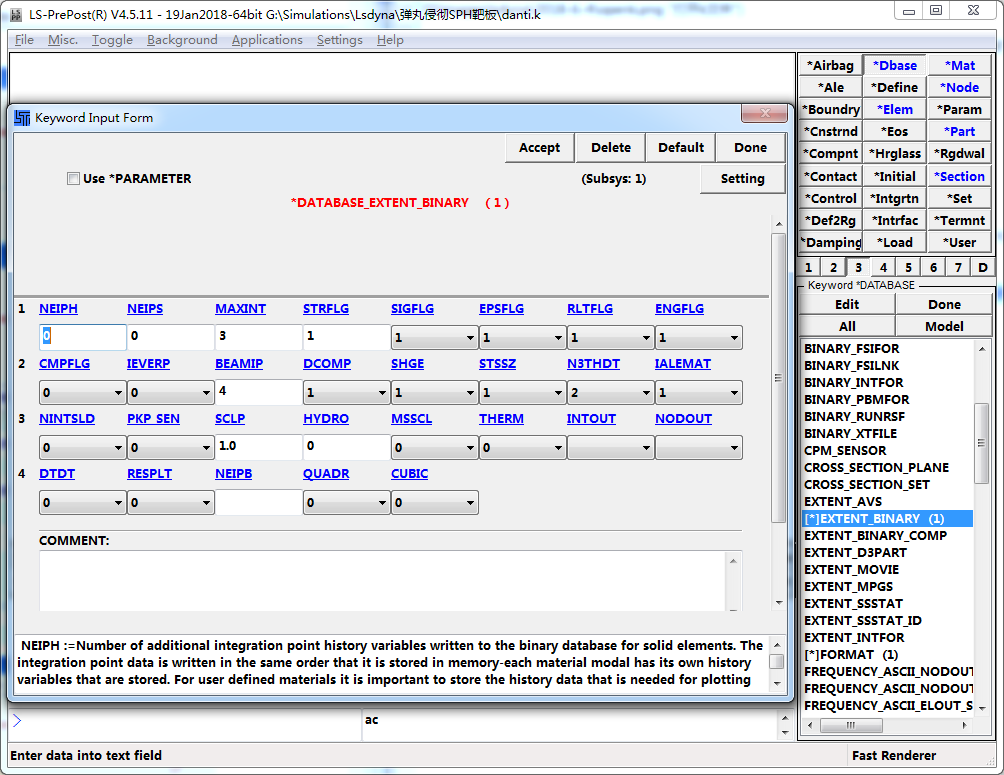 LS-PrePost(R) V4.5.11 - 19Jan2018-64bit G:\Simulations\Lsdyna\弹丸侵彻SPH靶板\danti.k
File Misc. Toggle Background Applications Settings Help
Keyword Input Form
Accept Delete Default Done
Use *PARAMETER (Subsys: 1) Setting
*DATABASE_EXTENT_BINARY (1)
1 NEIPH NEIPS MAXINT STRFLG SIGFLG EPSFLG RLTFLG ENGFLG
0 0 3 1 1 1 1 1
2 CMPFLG IEVERP BEAMIP DCOMP SHGE STSSZ N3THDT IALEMAT
0 0 4 1 1 1 2 1
3 NINTSLD PKP_SEN SCLP HYDRO MSSCL THERM INTOUT NODOUT
0 0 1.0 0 0 0
4 DTDT RESPLT NEIPB QUADR CUBIC
0 0 0 0
COMMENT:
NEIPH :=Number of additional integration point history variables written to the binary database for solid elements. The
integration point data is written in the same order that it is stored in memory-each material modal has its own history
variables that are stored. For user defined materials it is important to store the history data that is needed for plotting
> ac
Enter data into text field
Fast Renderer
*Airbag *Dbase *Mat
*Ale *Define *Node
*Boundry *Elem *Param
*Cnstrnd *Eos *Part
*Compnt *Hrglass *Rgdwal
*Contact *Initial *Section
*Control *Intgrtn *Set
*Def2Rg *Intrfac *Termnt
*Damping *Load *User
1 2 3 4 5 6 7 D
Keyword *DATABASE
Edit Done
All Model
BINARY_FSIFOR
BINARY_FSILNK
BINARY_INTFOR
BINARY_PBMFOR
BINARY_RUNRSF
BINARY_XTFILE
CPM_SENSOR
CROSS_SECTION_PLANE
CROSS_SECTION_SET
EXTENT_AVS
[*]EXTENT_BINARY (1)
EXTENT_BINARY_COMP
EXTENT_D3PART
EXTENT_MOVIE
EXTENT_MPGS
EXTENT_SSSTAT
EXTENT_SSSTAT_ID
EXTENT_INTFOR
[*]FORMAT (1)
FREQUENCY_ASCII_NODOUT
FREQUENCY_ASCII_NODOUT
FREQUENCY_ASCII_ELOUT_S